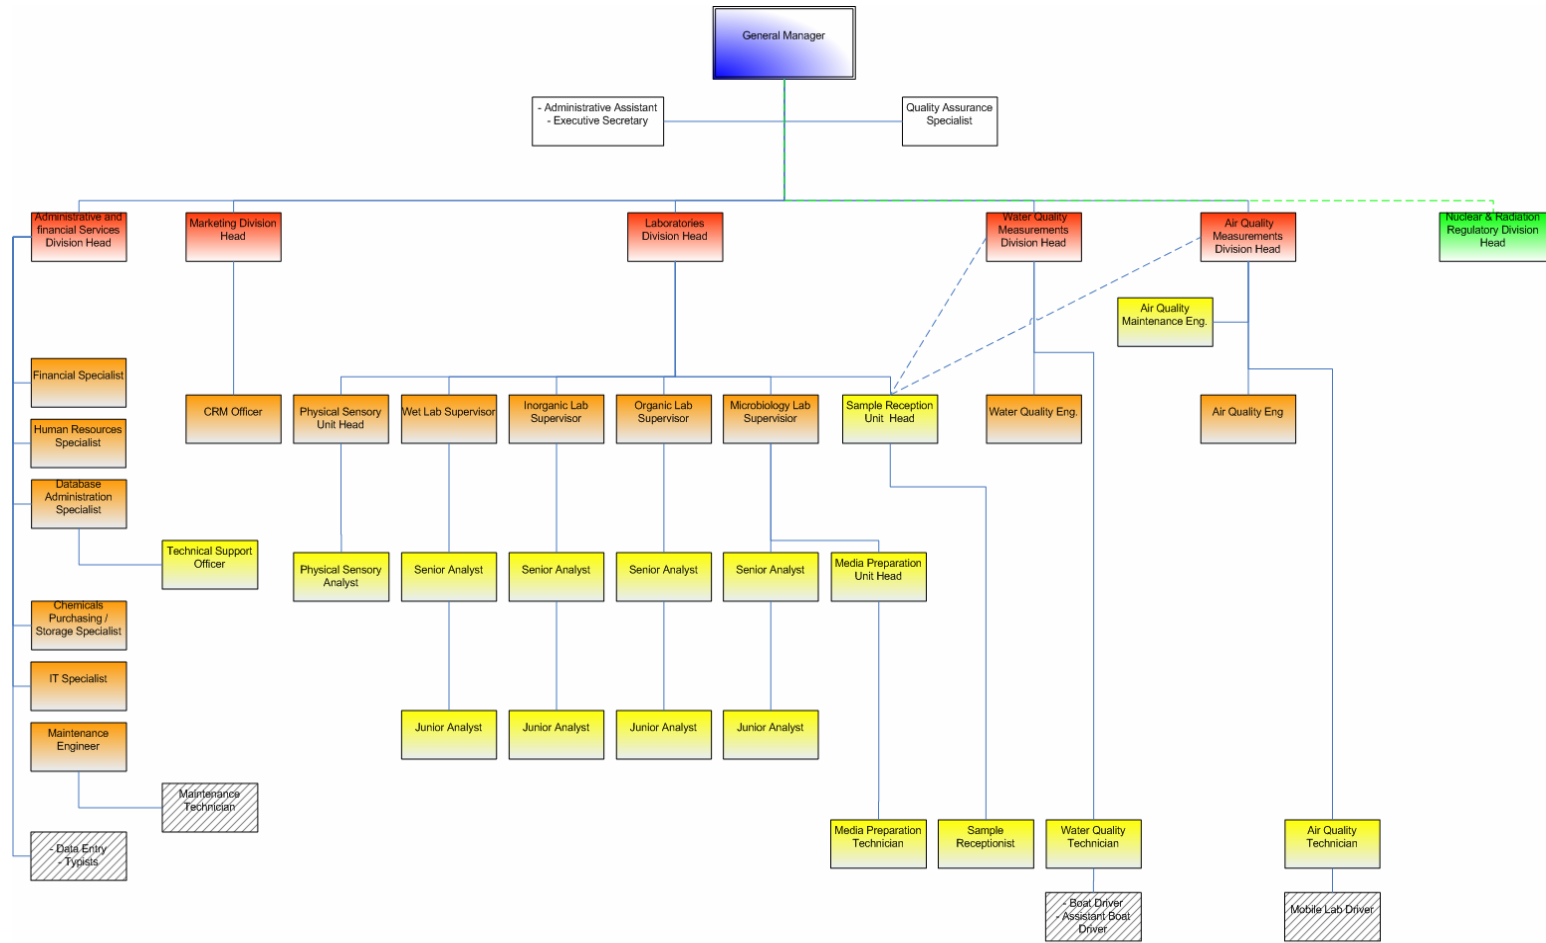 General Manager
- Administrative Assistant
- Executive Secretary
Quality Assurance
Specialist
Administrative and
financial Services
Division Head
Marketing Division
Head
Laboratories
Division Head
Water Quality
Measurements
Division Head
Air Quality
Measurements
Division Head
Nuclear & Radiation
Regulatory Division
Head
Air Quality
Maintenance Eng.
Financial Specialist
Human Resources
Specialist
Database
Administration
Specialist
Technical Support
Officer
Chemicals
Purchasing /
Storage Specialist
IT Specialist
Maintenance
Engineer
Maintenance
Technician
- Data Entry
- Typists
CRM Officer
Physical Sensory
Unit Head
Wet Lab Supervisor
Inorganic Lab
Supervisor
Organic Lab
Supervisor
Microbiology Lab
Supervisior
Sample Reception
Unit Head
Water Quality Eng.
Air Quality Eng
Physical Sensory
Analyst
Senior Analyst
Senior Analyst
Senior Analyst
Senior Analyst
Media Preparation
Unit Head
Junior Analyst
Junior Analyst
Junior Analyst
Junior Analyst
Media Preparation
Technician
Sample
Receptionist
Water Quality
Technician
Air Quality
Technician
- Boat Driver
- Assistant Boat
Driver
Mobile Lab Driver